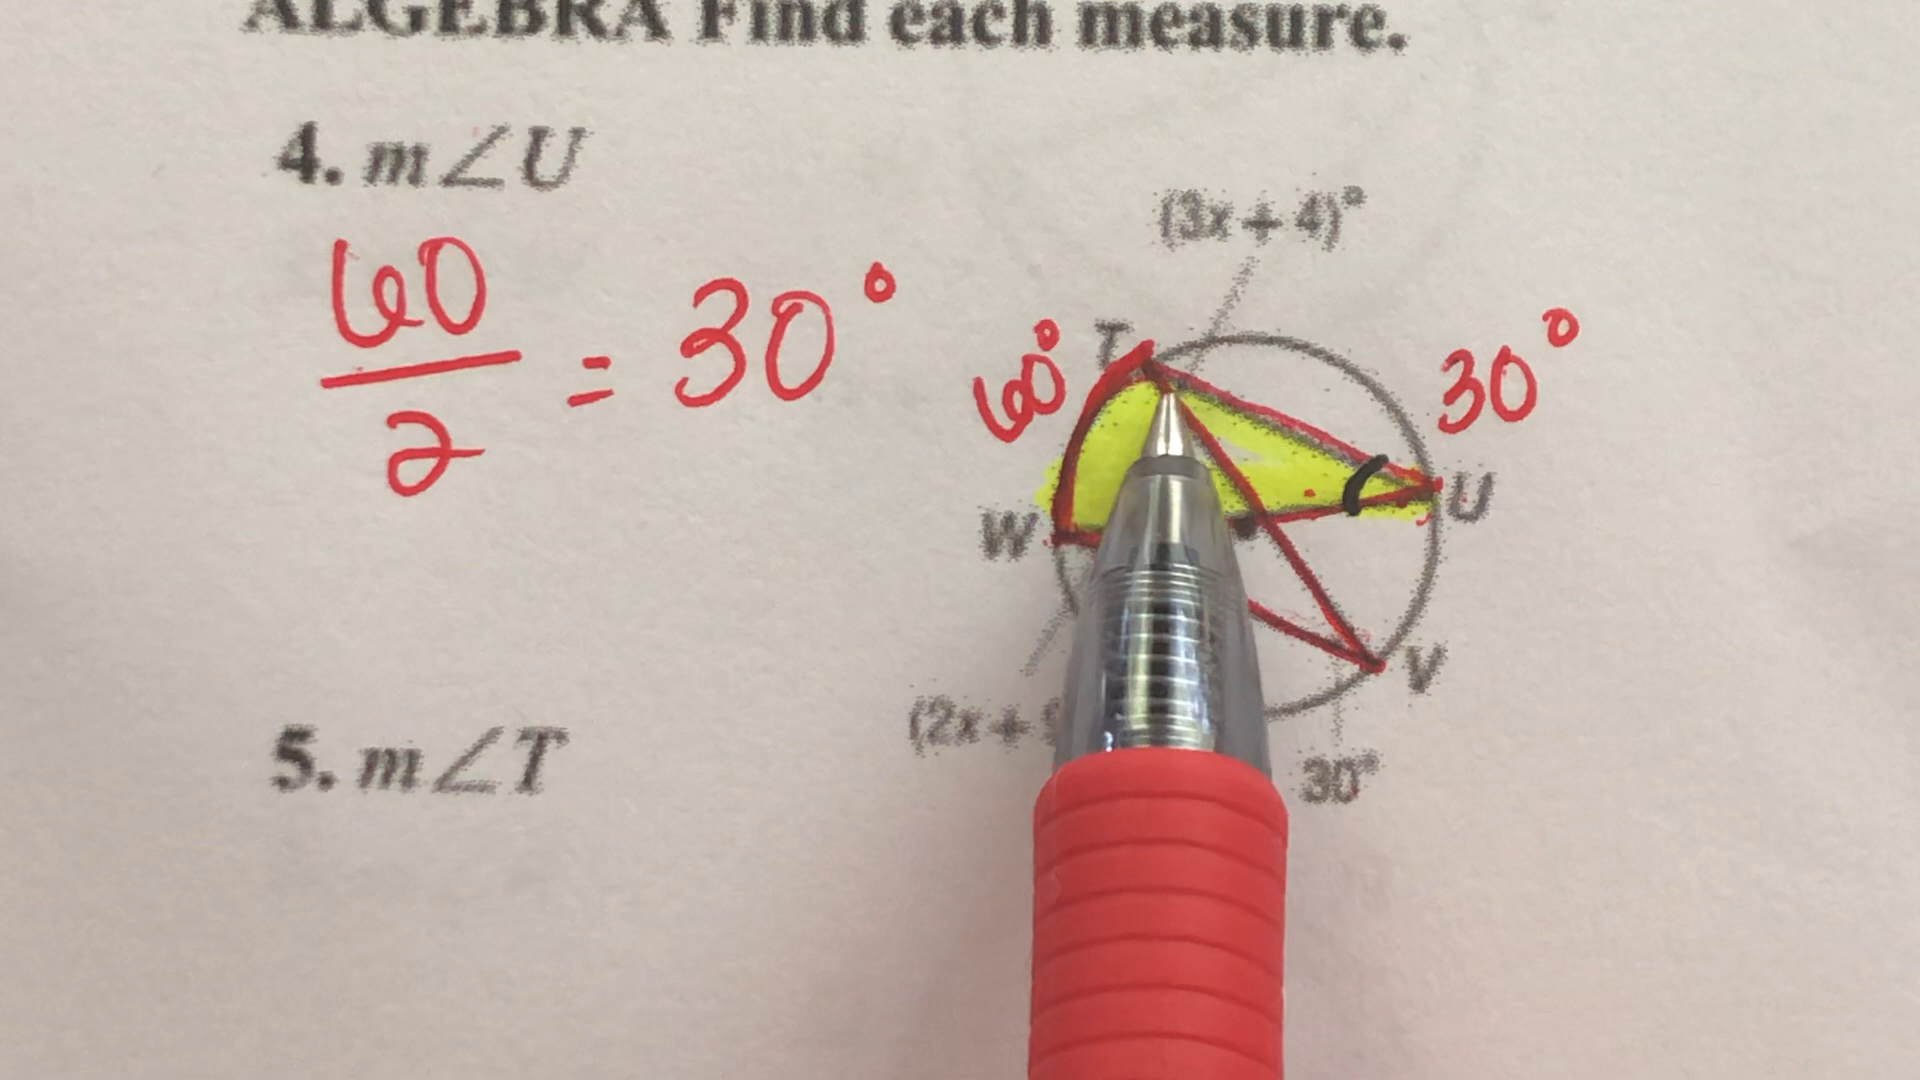 ALGEBRA Find each measure.
4. m∠U
60/2 = 30°
(3x + 4)°
T
60°
30°
U
W
V
(2x +
30°
5. m∠T